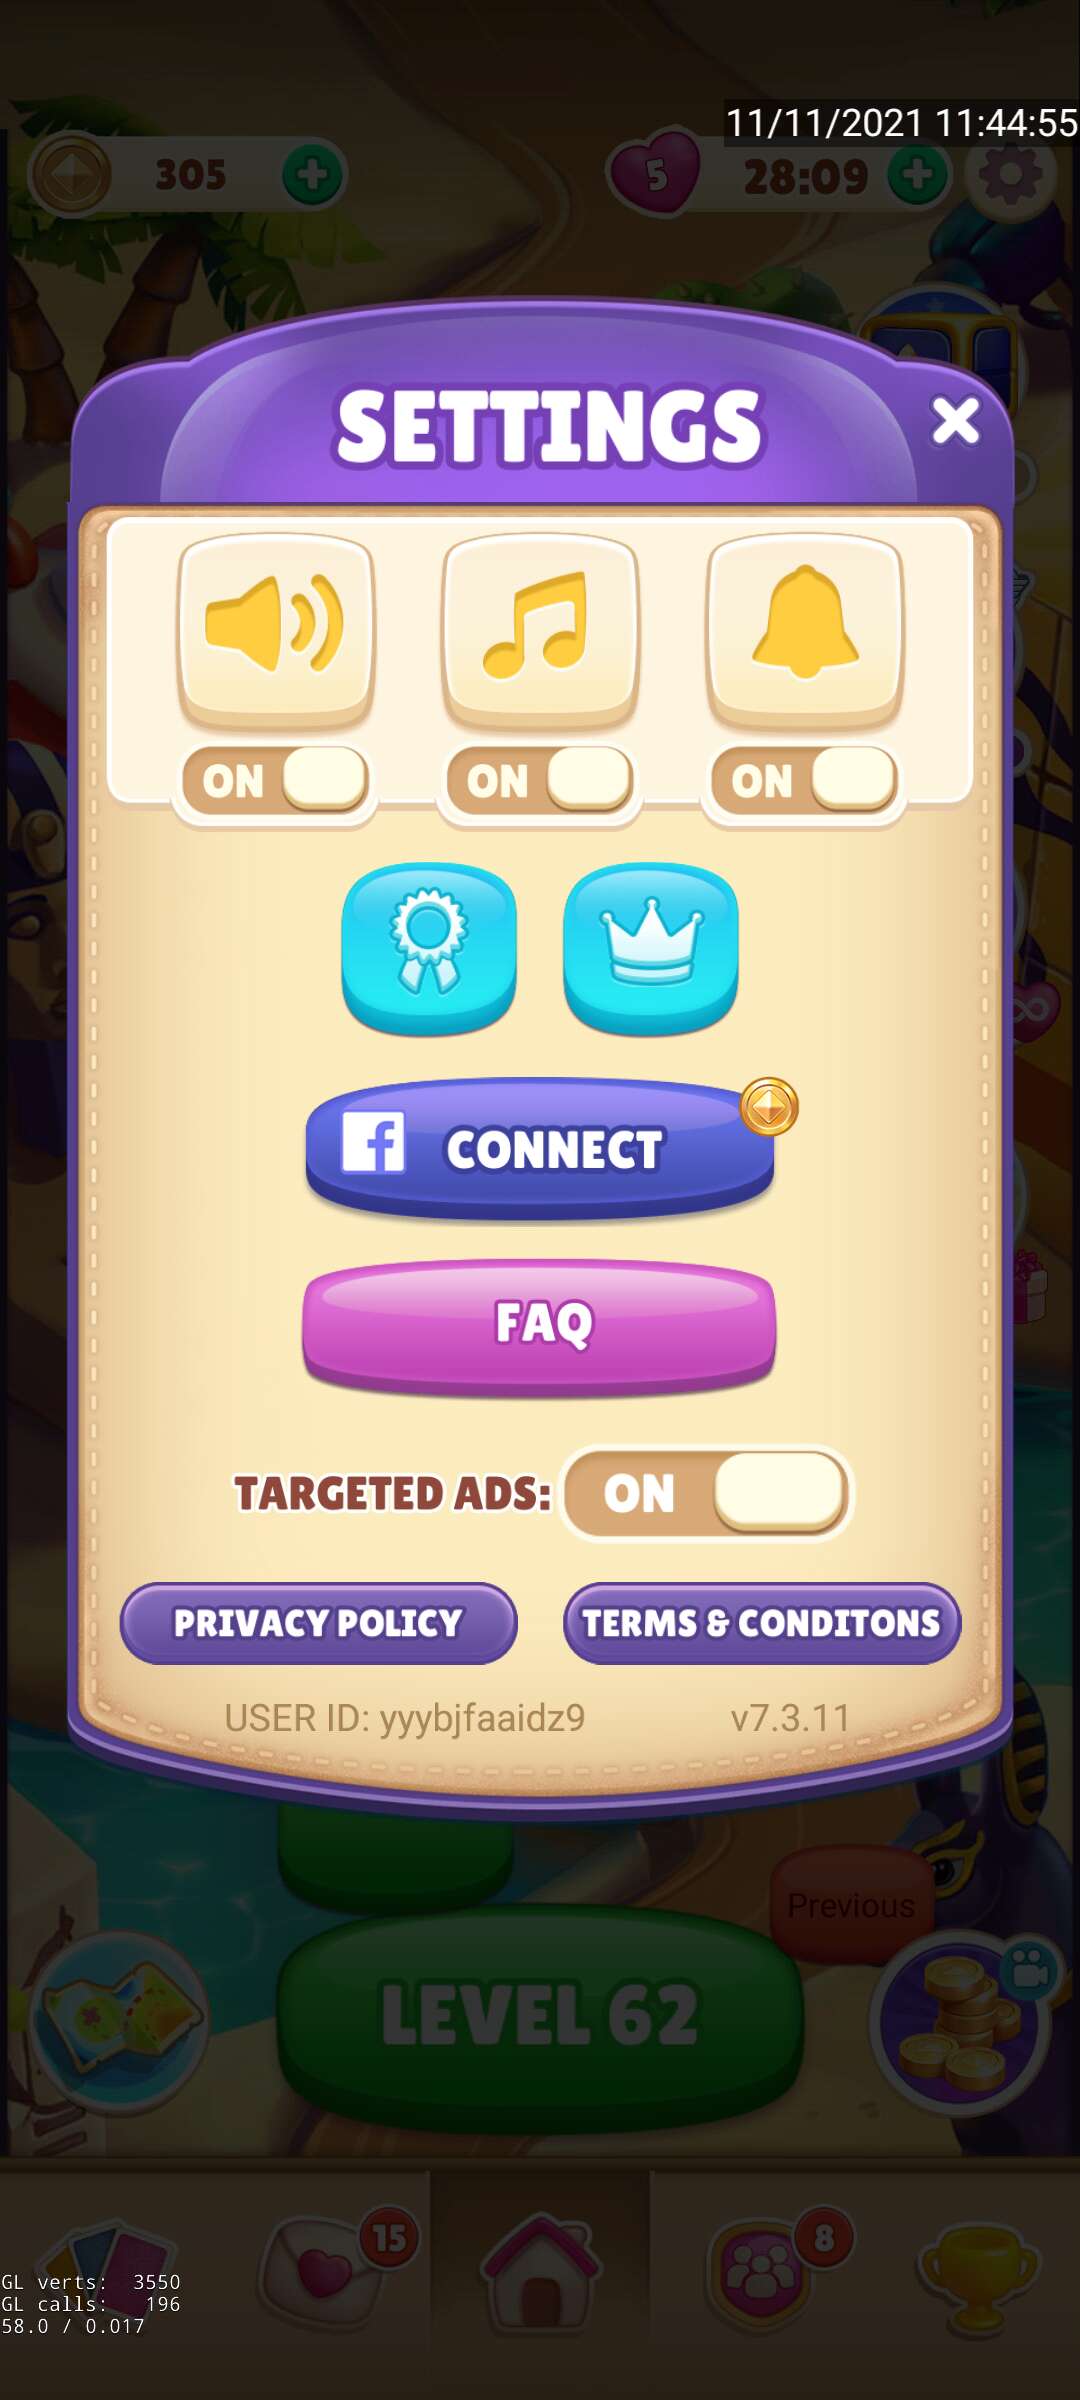 11/11/2021 11:44:55
305
5
28:09
SETTINGS
ON
ON
ON
CONNECT
FAQ
TARGETED ADS: ON
PRIVACY POLICY
TERMS & CONDITONS
USER ID: yyybjfaaidz9
v7.3.11
Previous
LEVEL 62
15
8
GL verts: 3550
GL calls: 196
58.0 / 0.017